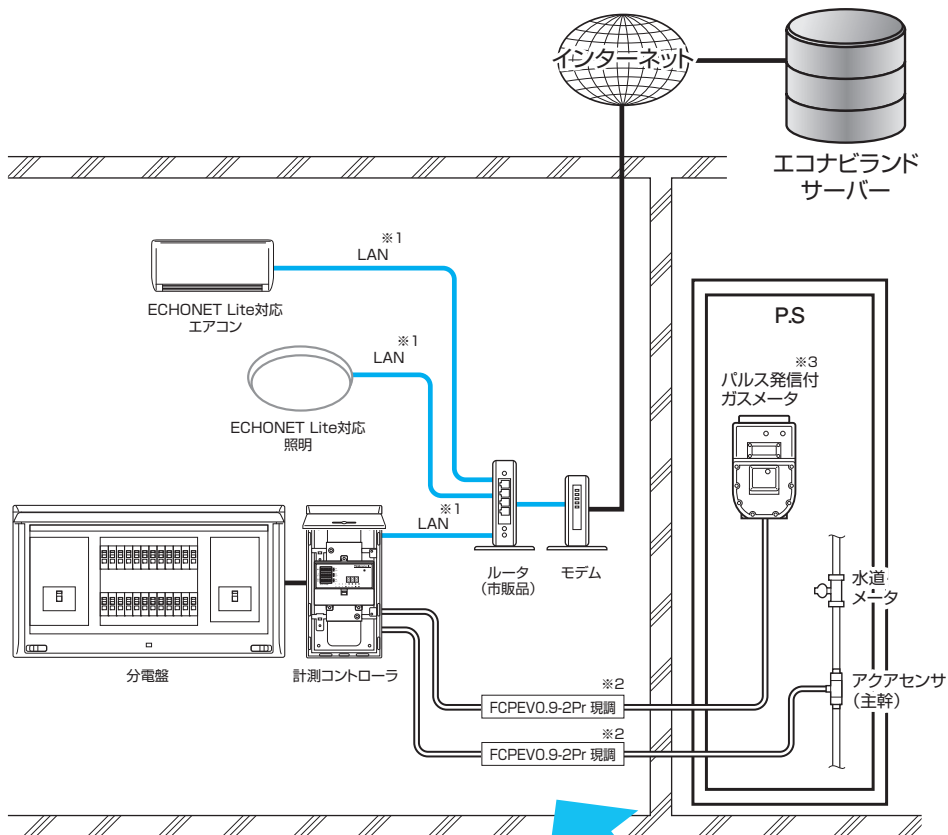 インターネット
エコナビランド
サーバー
※1
LAN
ECHONET Lite対応
エアコン
※1
LAN
ECHONET Lite対応
照明
P.S
※3
パルス発信付
ガスメータ
※1
LAN
ルータ
（市販品）
モデム
水道
メータ
分電盤
計測コントローラ
アクアセンサ
（主幹）
※2
FCPEV0.9-2Pr 現調
※2
FCPEV0.9-2Pr 現調